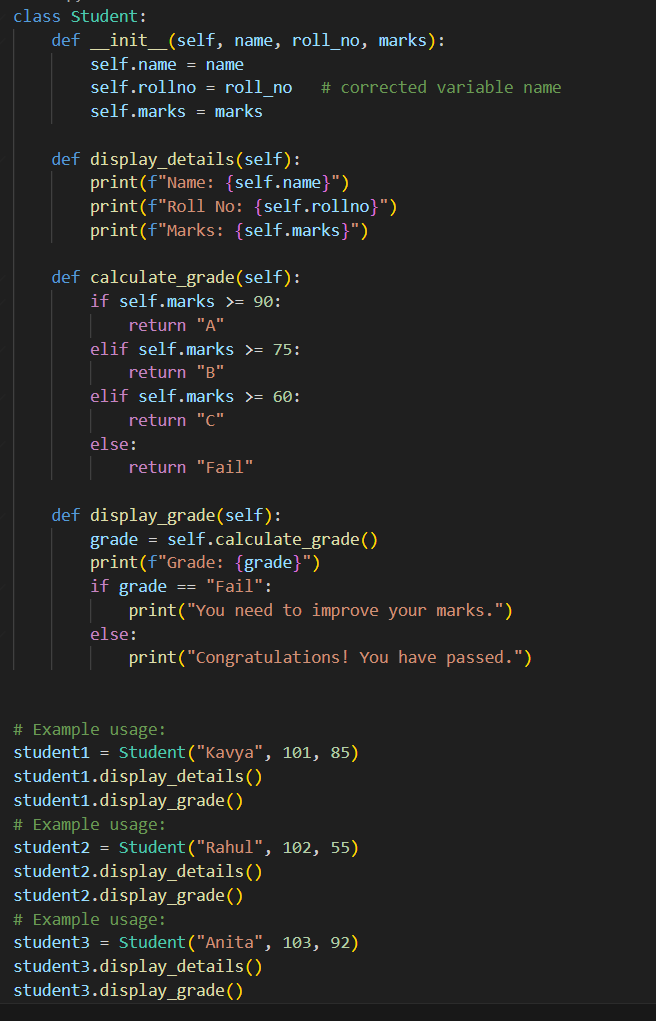 class Student:
    def __init__(self, name, roll_no, marks):
        self.name = name
        self.rollno = roll_no   # corrected variable name
        self.marks = marks

    def display_details(self):
        print(f"Name: {self.name}")
        print(f"Roll No: {self.rollno}")
        print(f"Marks: {self.marks}")

    def calculate_grade(self):
        if self.marks >= 90:
            return "A"
        elif self.marks >= 75:
            return "B"
        elif self.marks >= 60:
            return "C"
        else:
            return "Fail"

    def display_grade(self):
        grade = self.calculate_grade()
        print(f"Grade: {grade}")
        if grade == "Fail":
            print("You need to improve your marks.")
        else:
            print("Congratulations! You have passed.")


# Example usage:
student1 = Student("Kavya", 101, 85)
student1.display_details()
student1.display_grade()
# Example usage:
student2 = Student("Rahul", 102, 55)
student2.display_details()
student2.display_grade()
# Example usage:
student3 = Student("Anita", 103, 92)
student3.display_details()
student3.display_grade()